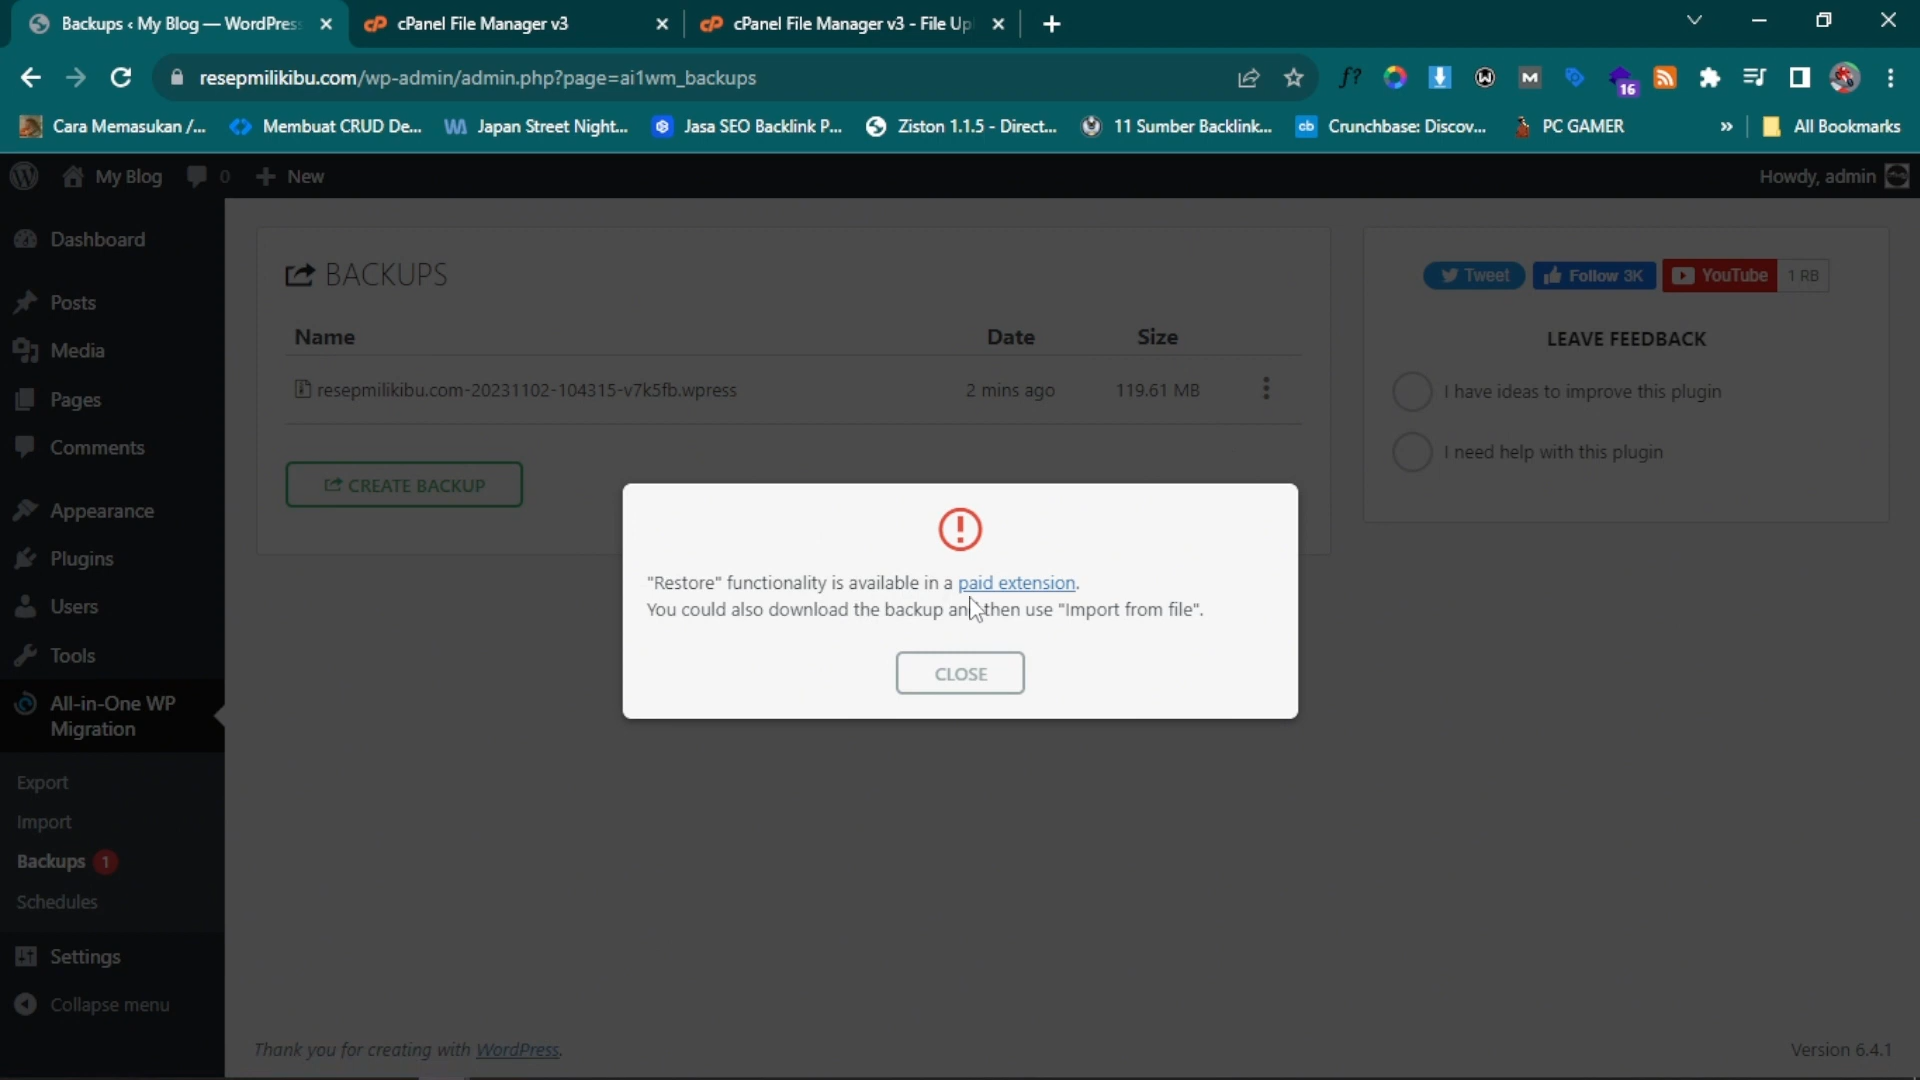 Backups ‹ My Blog — WordPress
cPanel File Manager v3
cPanel File Manager v3 - File Up
resepmilikibu.com/wp-admin/admin.php?page=ai1wm_backups
f?
M
16
Cara Memasukan /...
Membuat CRUD De...
Japan Street Night...
Jasa SEO Backlink P...
Ziston 1.1.5 - Direct...
11 Sumber Backlink...
cb
Crunchbase: Discov...
PC GAMER
»
All Bookmarks
My Blog
0
New
Howdy, admin
Dashboard
Posts
Media
Pages
Comments
Appearance
Plugins
Users
Tools
All-in-One WP
Migration
Export
Import
Backups 1
Schedules
Settings
Collapse menu
BACKUPS
Name Date Size
resepmilikibu.com-20231102-104315-v7k5fb.wpress 2 mins ago 119.61 MB
CREATE BACKUP
Tweet
Follow 3K
YouTube
1 RB
LEAVE FEEDBACK
I have ideas to improve this plugin
I need help with this plugin
"Restore" functionality is available in a paid extension.
You could also download the backup and then use "Import from file".
CLOSE
Thank you for creating with WordPress.
Version 6.4.1